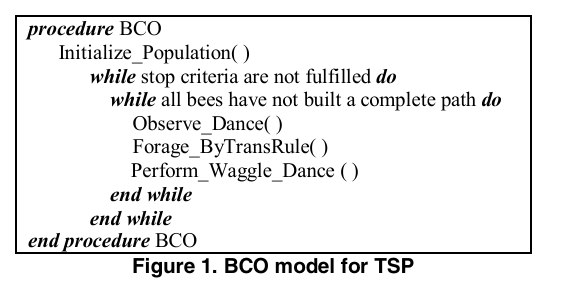 procedure BCO
Initialize_Population( )
while stop criteria are not fulfilled do
while all bees have not built a complete path do
Observe_Dance( )
Forage_ByTransRule( )
Perform_Waggle_Dance ( )
end while
end while
end procedure BCO
Figure 1. BCO model for TSP